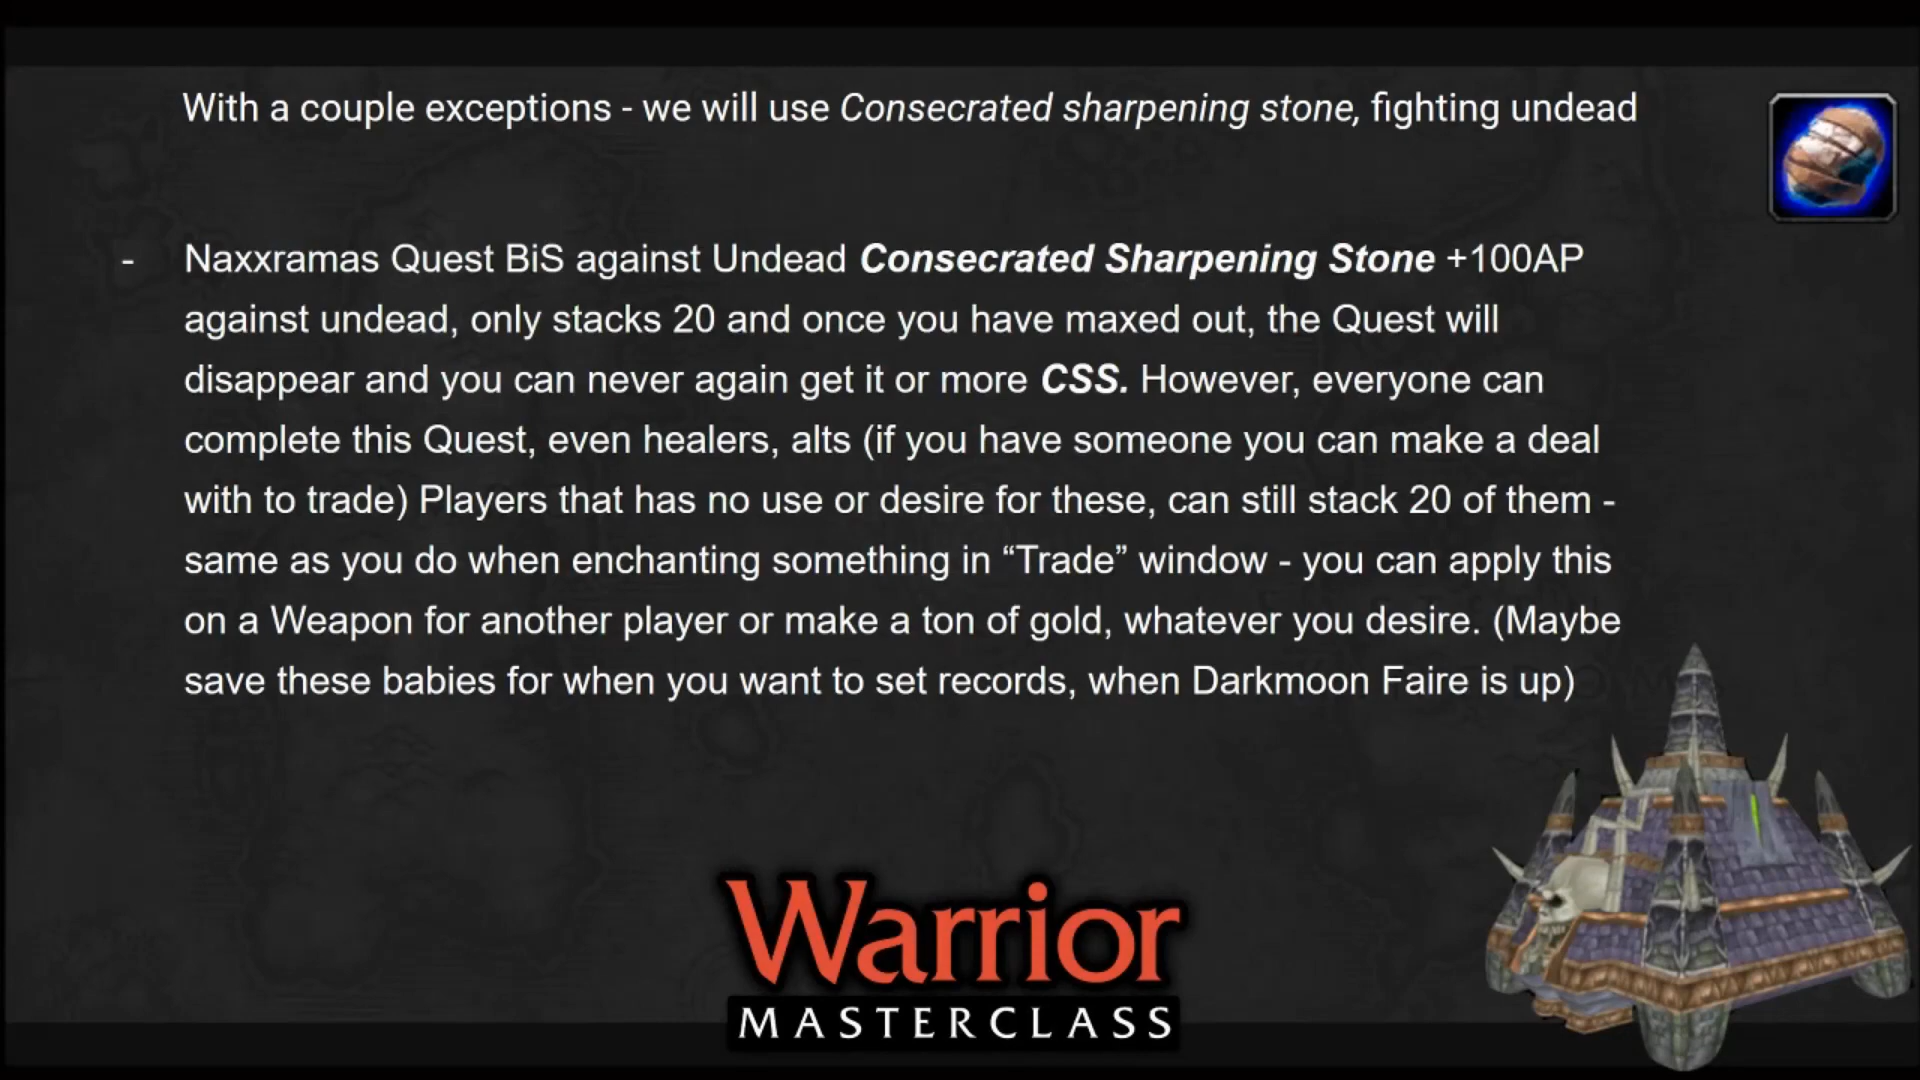 With a couple exceptions - we will use Consecrated sharpening stone, fighting undead
- Naxxramas Quest BiS against Undead Consecrated Sharpening Stone +100AP
against undead, only stacks 20 and once you have maxed out, the Quest will
disappear and you can never again get it or more CSS. However, everyone can
complete this Quest, even healers, alts (if you have someone you can make a deal
with to trade) Players that has no use or desire for these, can still stack 20 of them -
same as you do when enchanting something in “Trade” window - you can apply this
on a Weapon for another player or make a ton of gold, whatever you desire. (Maybe
save these babies for when you want to set records, when Darkmoon Faire is up)
Warrior
MASTERCLASS